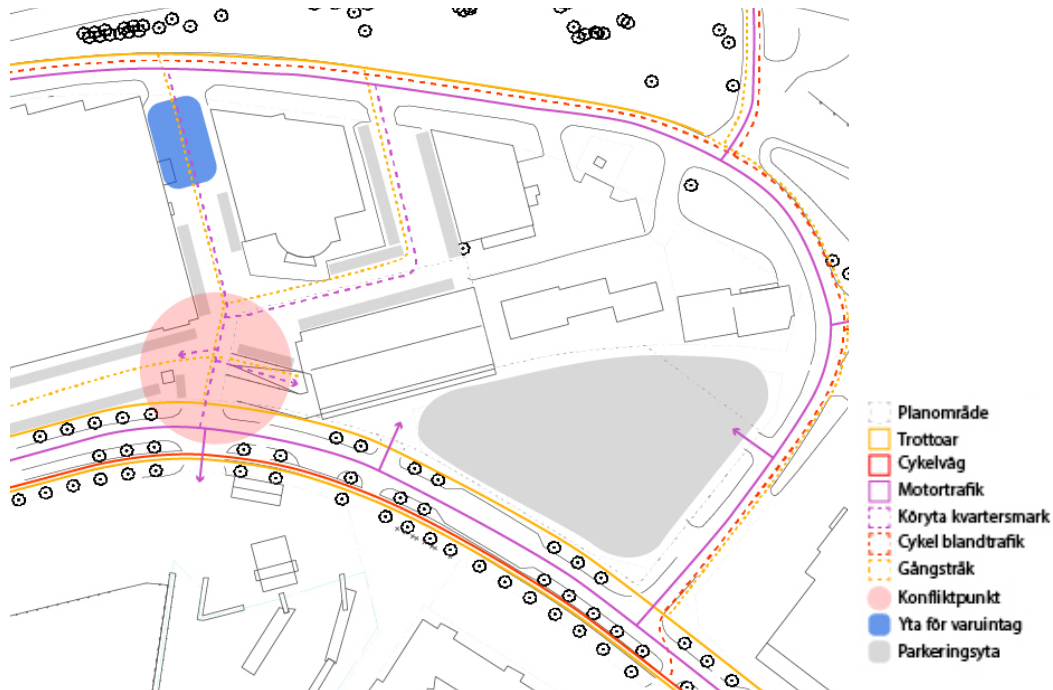 Planområde
Trottoar
Cykelväg
Motortrafik
Köryta kvartersmark
Cykel blandtrafik
Gångstråk
Konfliktpunkt
Yta för varuintag
Parkeringsyta